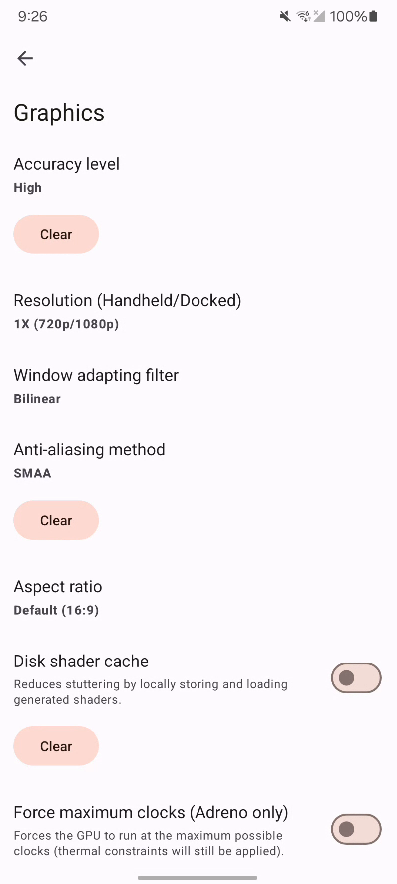 9:26
100%
Graphics
Accuracy level
High
Clear
Resolution (Handheld/Docked)
1X (720p/1080p)
Window adapting filter
Bilinear
Anti-aliasing method
SMAA
Clear
Aspect ratio
Default (16:9)
Disk shader cache
Reduces stuttering by locally storing and loading
generated shaders.
Clear
Force maximum clocks (Adreno only)
Forces the GPU to run at the maximum possible
clocks (thermal constraints will still be applied).